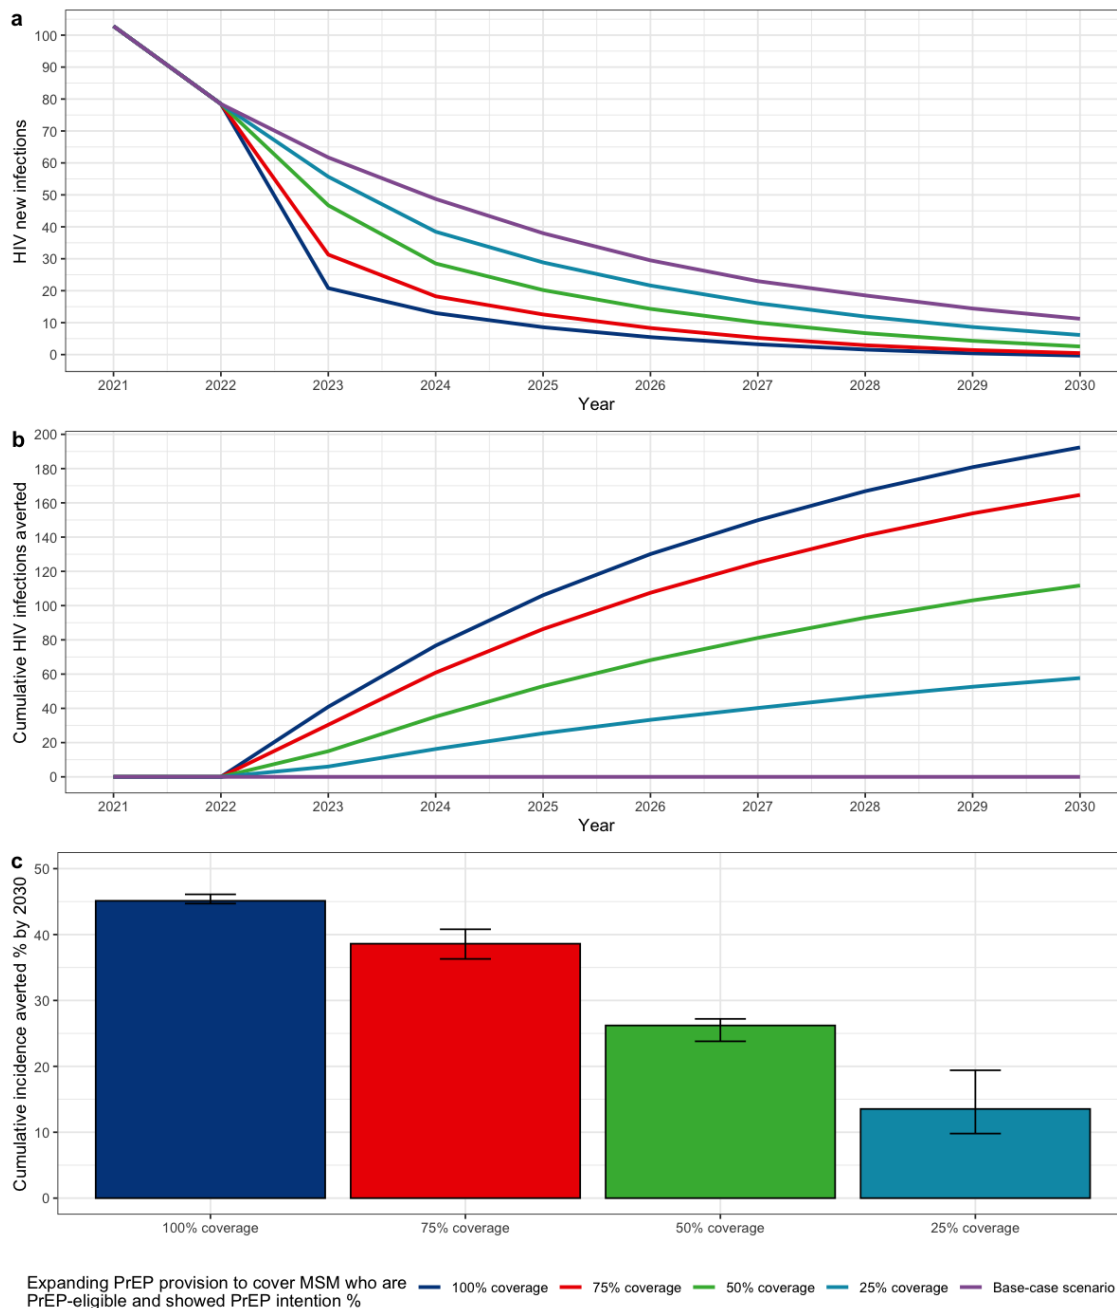 a
HIV new infections
100
90
80
70
60
50
40
30
20
10
0
2021 2022 2023 2024 2025 2026 2027 2028 2029 2030
Year
b
Cumulative HIV infections averted
200
180
160
140
120
100
80
60
40
20
0
2021 2022 2023 2024 2025 2026 2027 2028 2029 2030
Year
c
Cumulative incidence averted % by 2030
50
40
30
20
10
0
100% coverage 75% coverage 50% coverage 25% coverage
Expanding PrEP provision to cover MSM who are
PrEP-eligible and showed PrEP intention %
100% coverage 75% coverage 50% coverage 25% coverage Base-case scenario